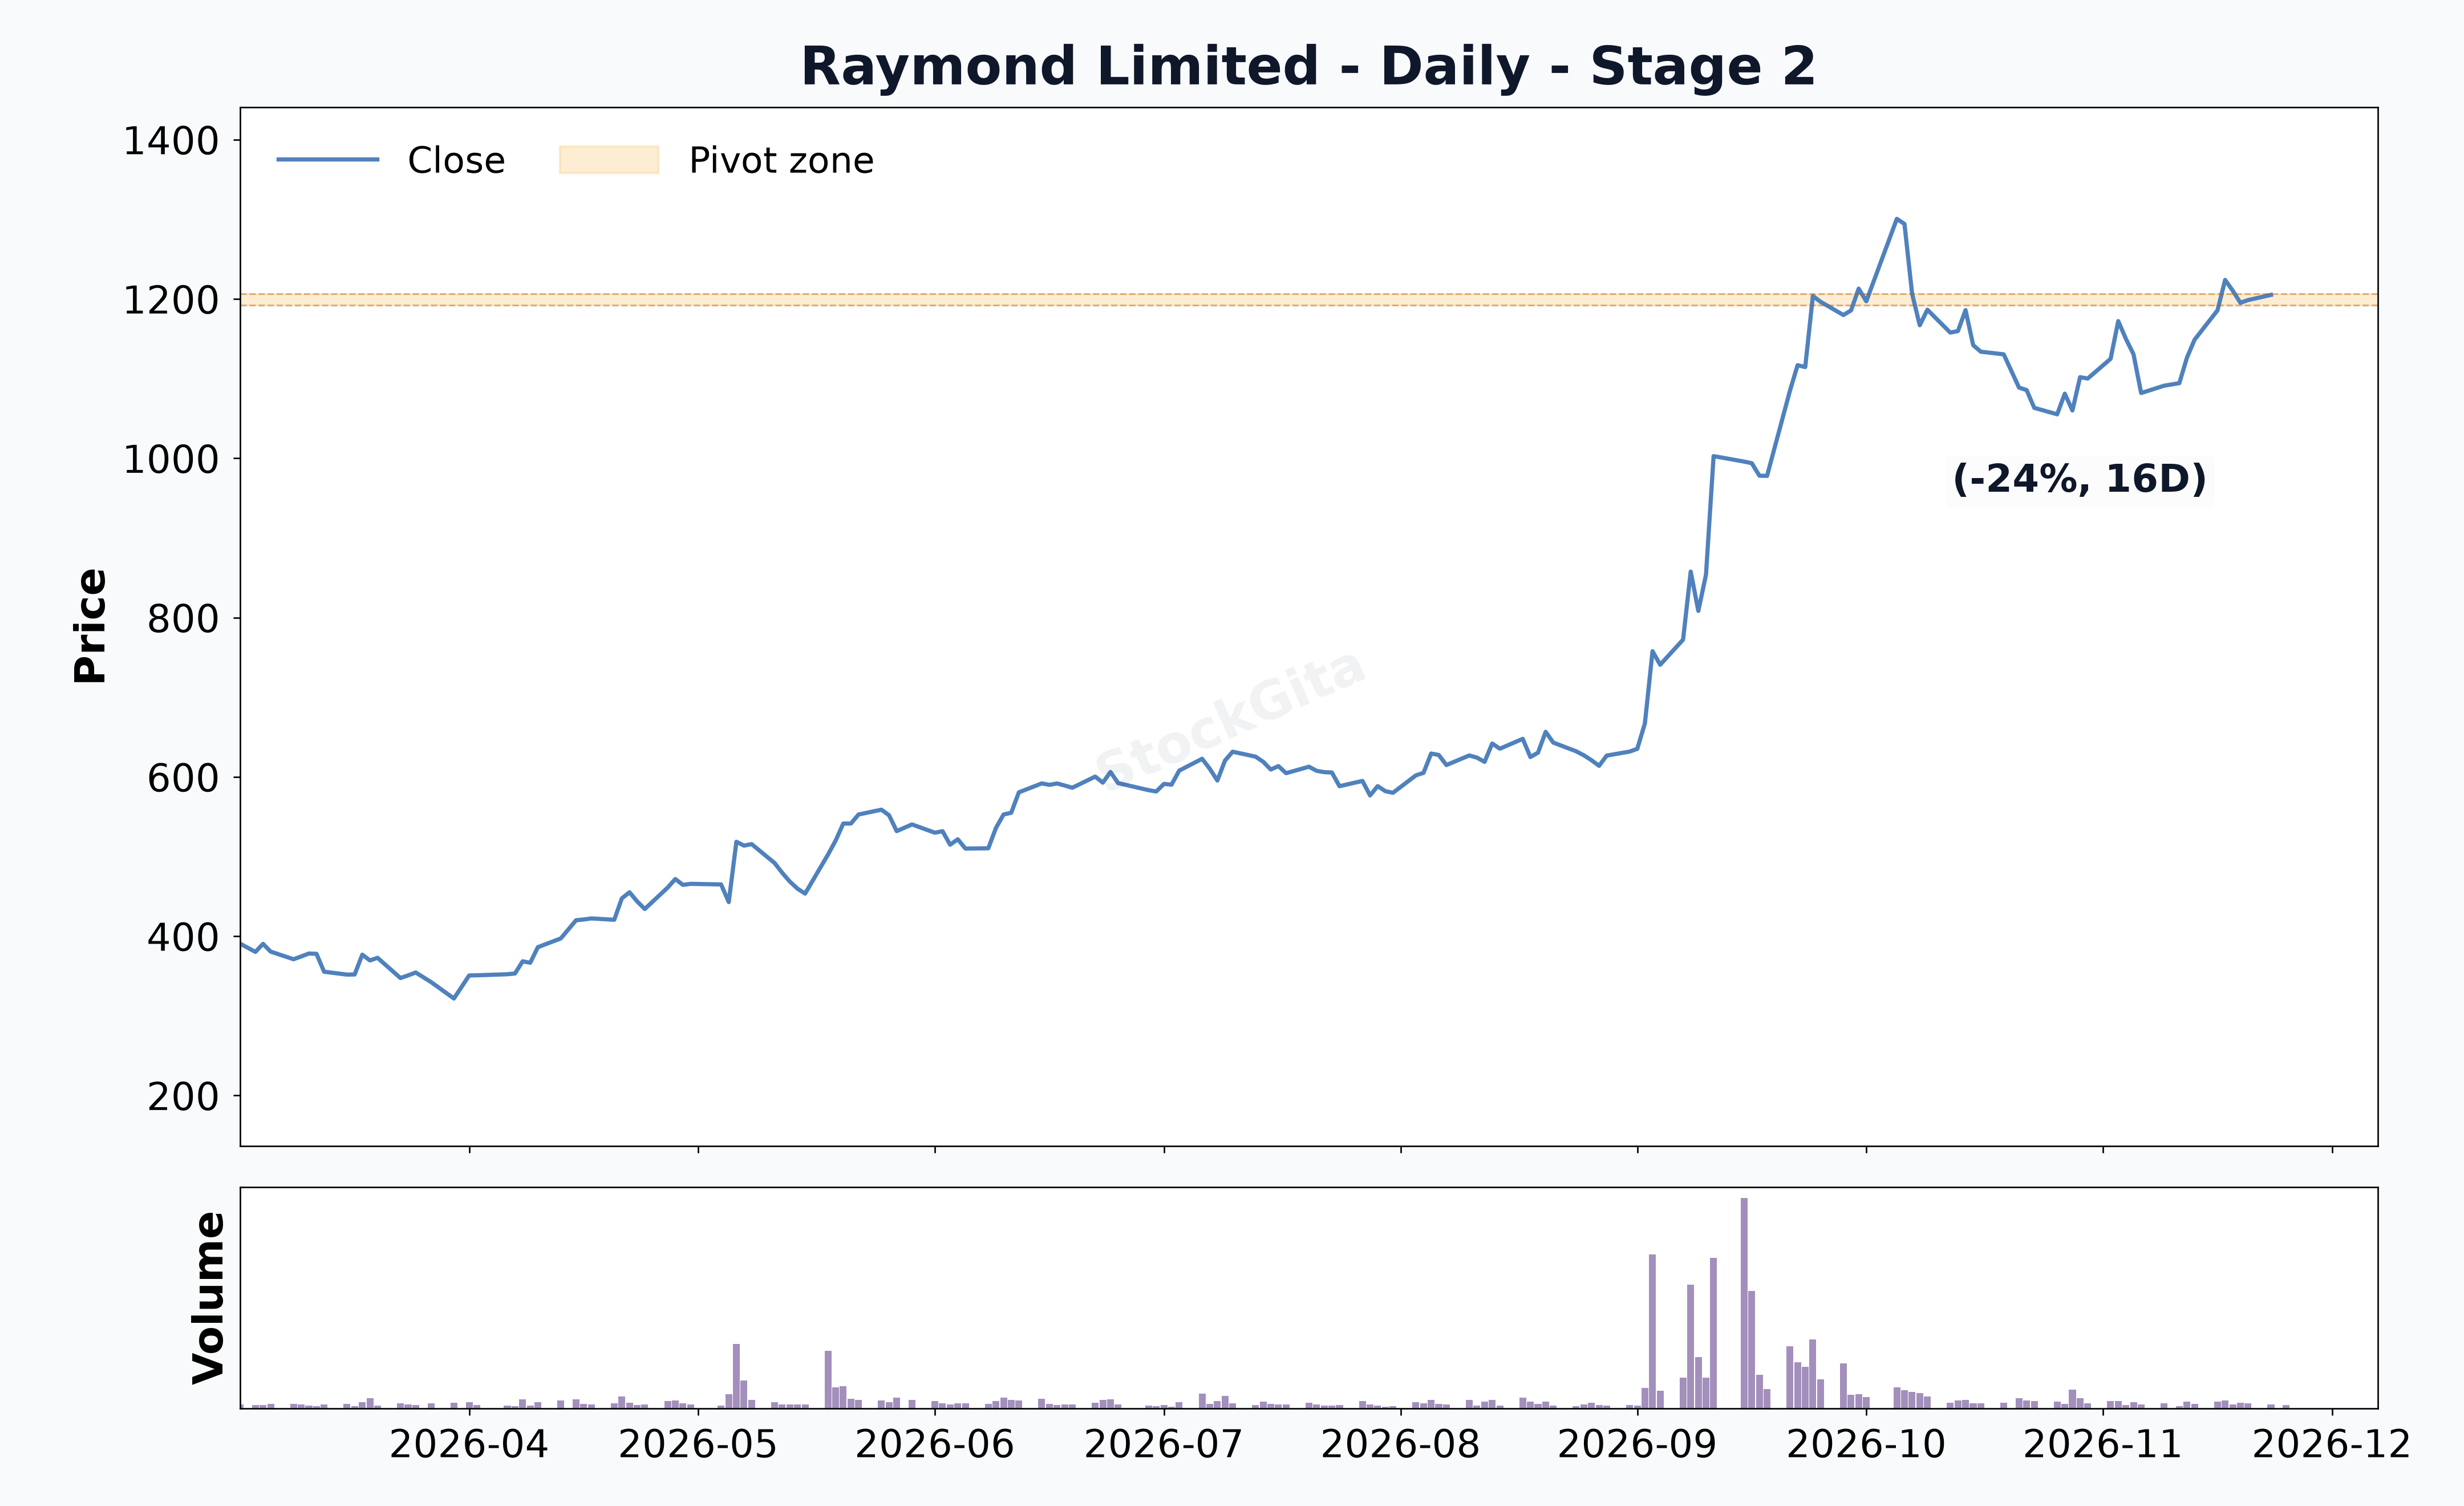 Raymond Limited - Daily - Stage 2
Close
Pivot zone
1400
1200
1000
800
600
400
200
Price
(-24%, 16D)
StockGita
Volume
2026-04
2026-05
2026-06
2026-07
2026-08
2026-09
2026-10
2026-11
2026-12